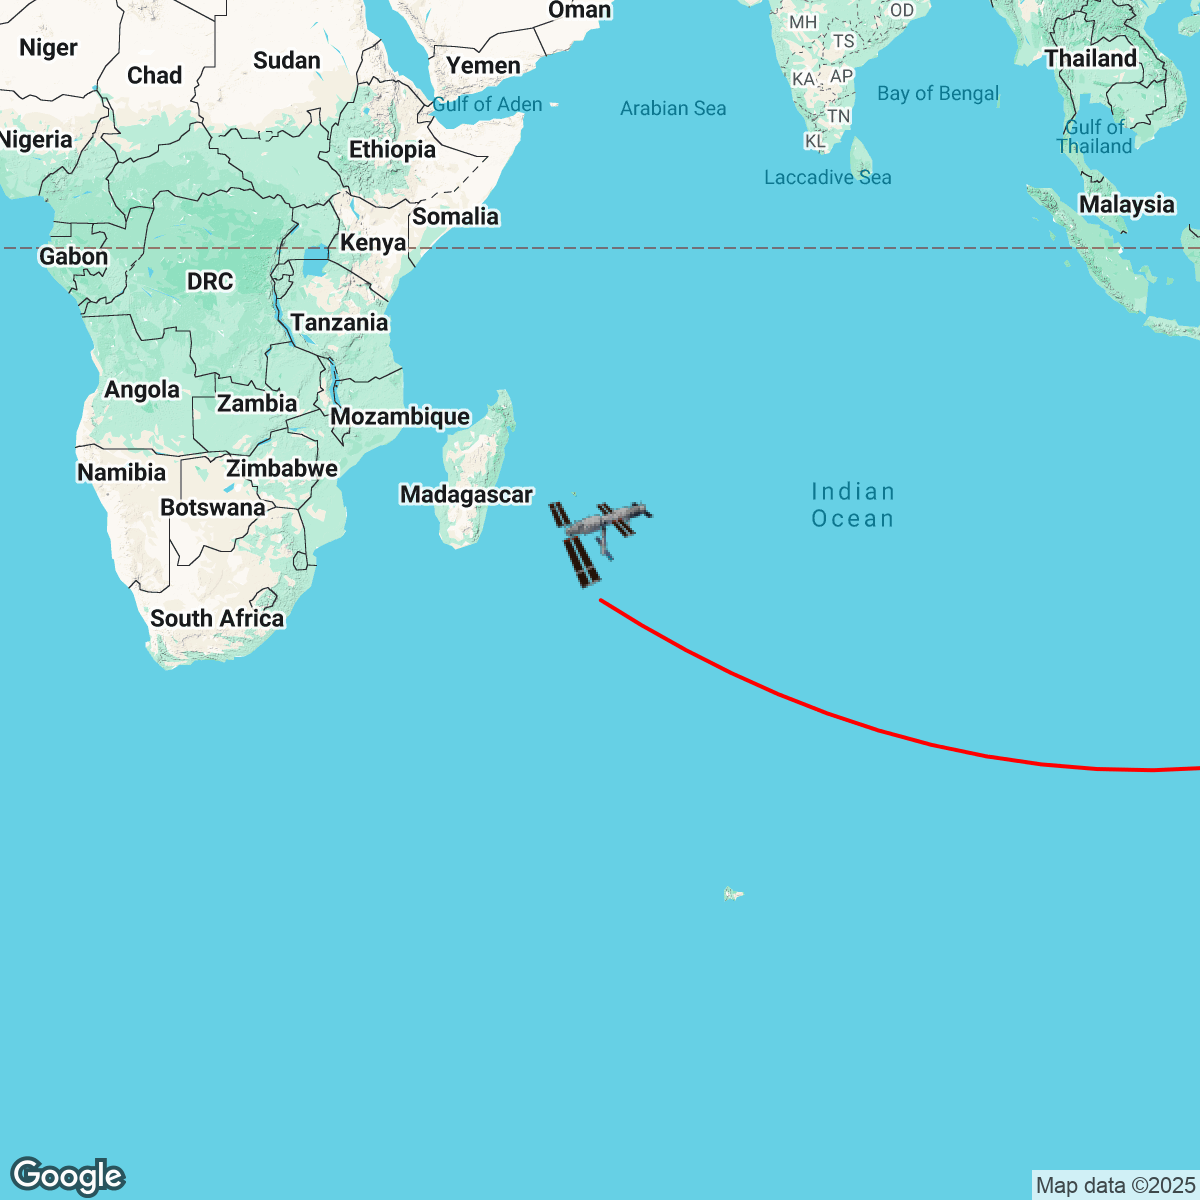 Oman
MH
OD
TS
Niger
Sudan
Thailand
Chad
Yemen
KA
AP
Bay of Bengal
Gulf of Aden
Arabian Sea
TN
Nigeria
Ethiopia
KL
Gulf of
Thailand
Laccadive Sea
Malaysia
Somalia
Kenya
Gabon
DRC
Tanzania
Angola
Zambia
Mozambique
Namibia
Zimbabwe
Madagascar
Botswana
Indian
Ocean
South Africa
Google
Map data ©2025